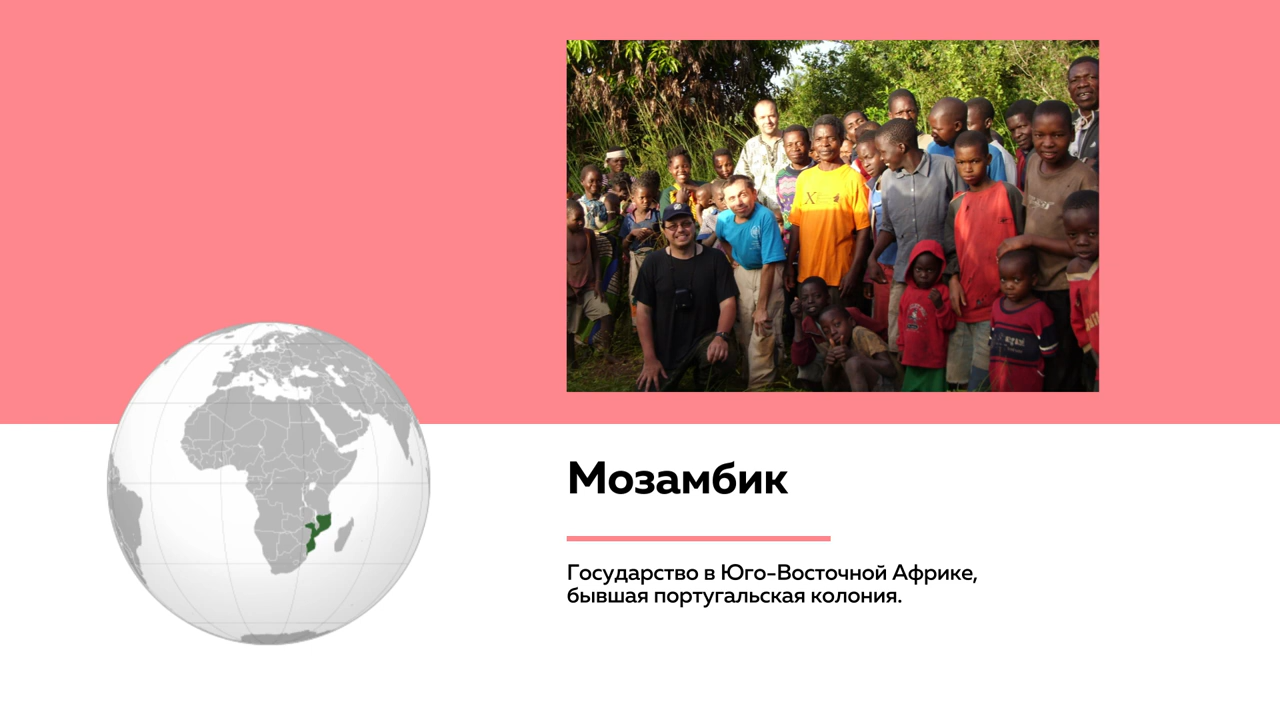 Мозамбик
Государство в Юго-Восточной Африке,
бывшая португальская колония.